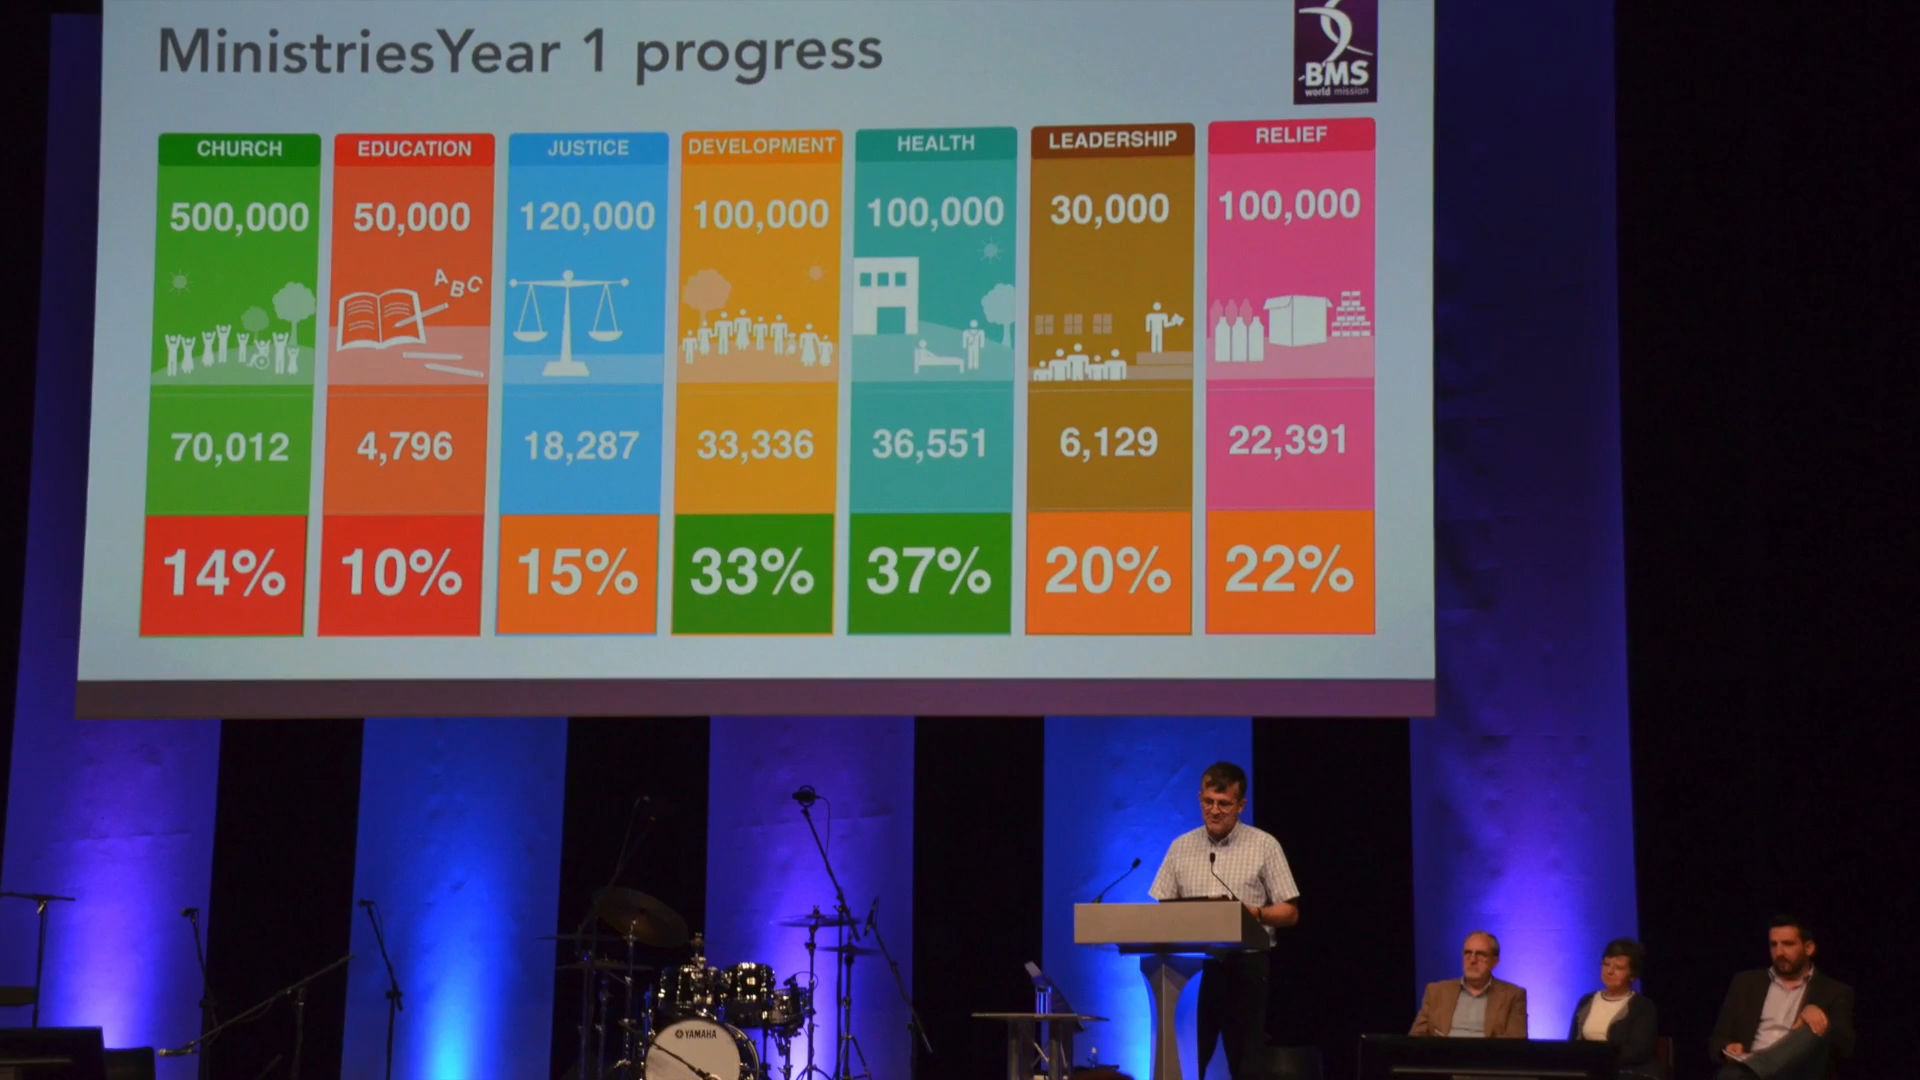 MinistriesYear 1 progress
BMS
world mission
CHURCH
500,000
70,012
14%
EDUCATION
50,000
ABC
4,796
10%
JUSTICE
120,000
18,287
15%
DEVELOPMENT
100,000
33,336
33%
HEALTH
100,000
36,551
37%
LEADERSHIP
30,000
6,129
20%
RELIEF
100,000
22,391
22%
YAMAHA